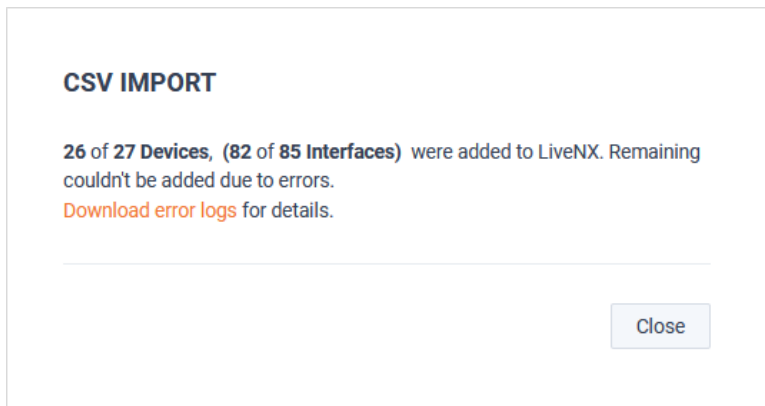 CSV IMPORT
26 of 27 Devices, (82 of 85 Interfaces) were added to LiveNX. Remaining
couldn't be added due to errors.
Download error logs for details.
Close